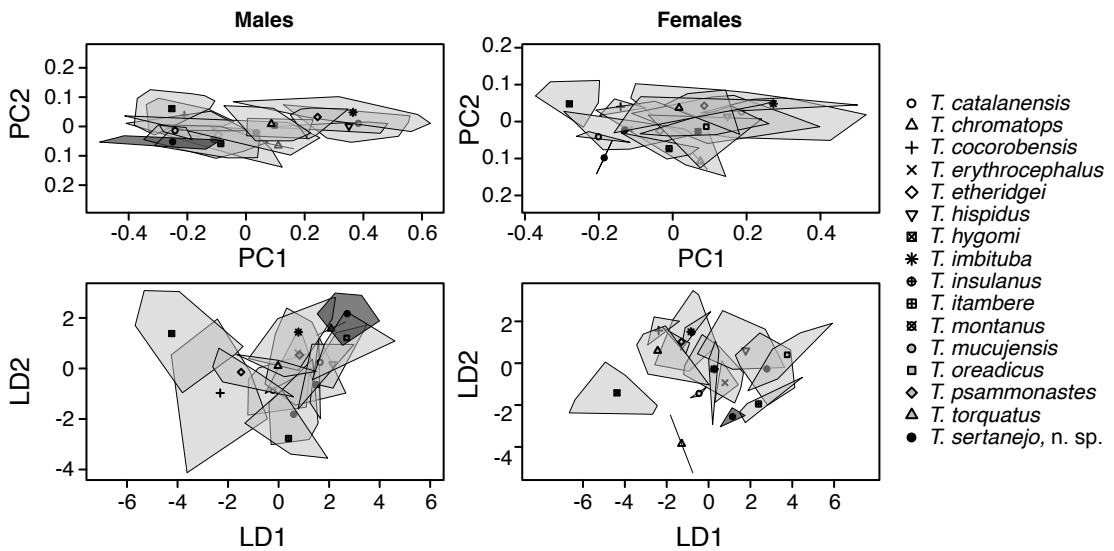 Males
Females
0.2
0.1
0
0.1
0.2
PC2
-0.4
-0.2
0
0.2
0.4
0.6
PC1
0.2
0.1
0
0.1
0.2
PC2
-0.4
-0.2
0
0.2
0.4
PC1
2
0
-2
-4
LD2
-6
-4
-2
0
2
4
6
LD1
2
0
-2
-4
LD2
-6
-4
-2
0
2
4
6
LD1
T. catalanensis
T. chromatops
T. cocorobensis
T. erythrocephalus
T. etheridgei
T. hispidus
T. hygomi
T. imbituba
T. insulanus
T. itambere
T. montanus
T. mucujensis
T. oreadicus
T. psammonastes
T. torquatus
T. sertanejo, n. sp.